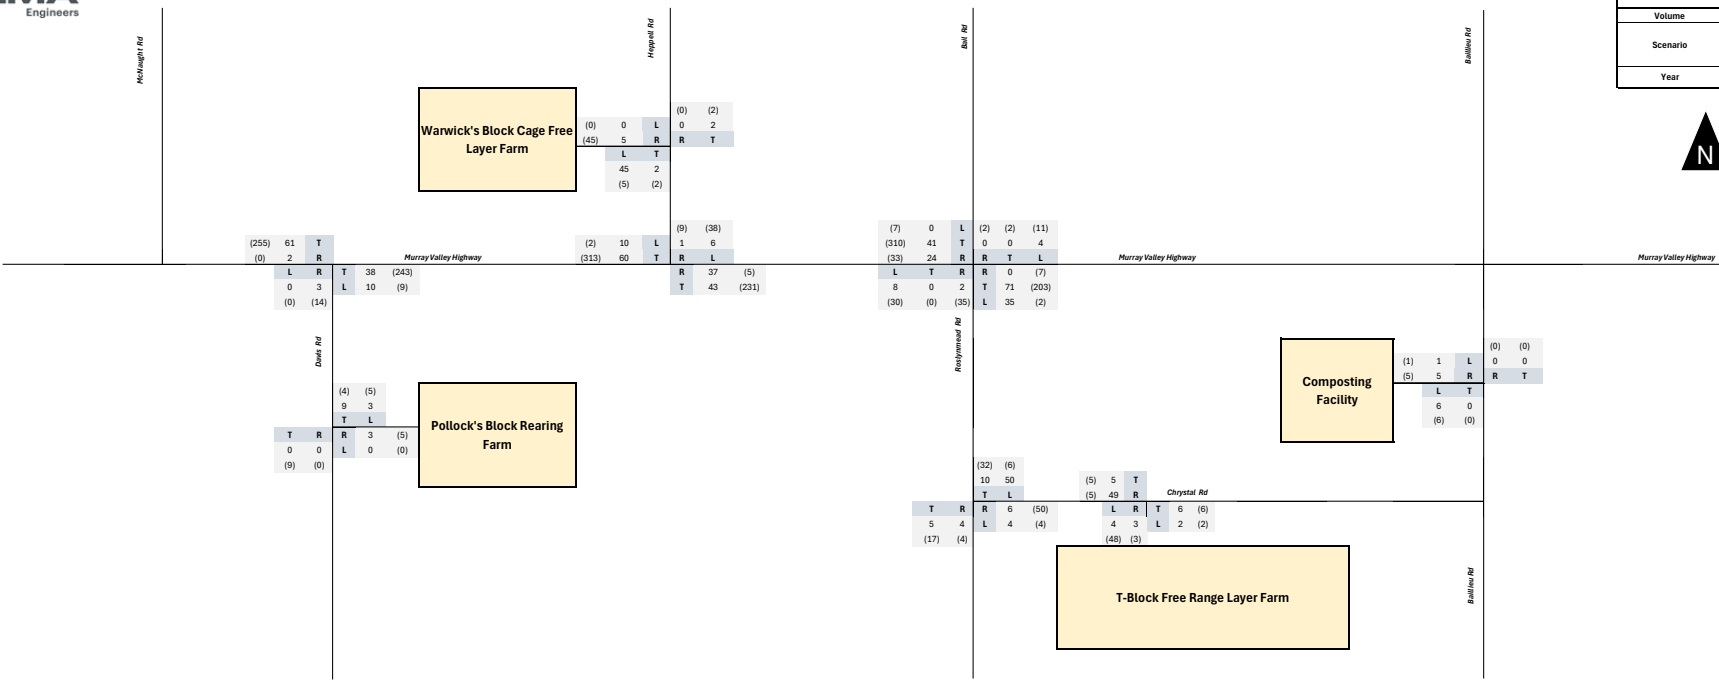 Engineers
Volume
Scenario
Year
McNaught Rd
Heppell Rd
Bail Rd
Baillieu Rd
N
Warwick's Block Cage Free
Layer Farm
(0) (2)
(0) 0 L 0 2
(45) 5 R R T
L T
45 2
(5) (2)
(255) 61 T
(0) 2 R
Murray Valley Highway
L R T 38 (243)
0 3 L 10 (9)
(0) (14)
(9) (38)
(2) 10 L 1 6
(313) 60 T R L
R 37 (5)
T 43 (231)
(7) 0 L (2) (2) (11)
(310) 41 T 0 0 4
(33) 24 R R T L
L T R R 0 (7)
8 0 2 T 71 (203)
(30) (0) (35) L 35 (2)
Murray Valley Highway
Murray Valley Highway
Davis Rd
Roslynmead Rd
(4) (5)
9 3
T L
T R R 3 (5)
0 0 L 0 (0)
(9) (0)
Pollock's Block Rearing
Farm
Composting
Facility
(0) (0)
(1) 1 L 0 0
(5) 5 R R T
L T
6 0
(6) (0)
(32) (6)
10 50
T L
T R R 6 (50)
5 4 L 4 (4)
(17) (4)
(5) 5 T
(5) 49 R
Chrystal Rd
L R T 6 (6)
4 3 L 2 (2)
(48) (3)
T-Block Free Range Layer Farm
Baillieu Rd